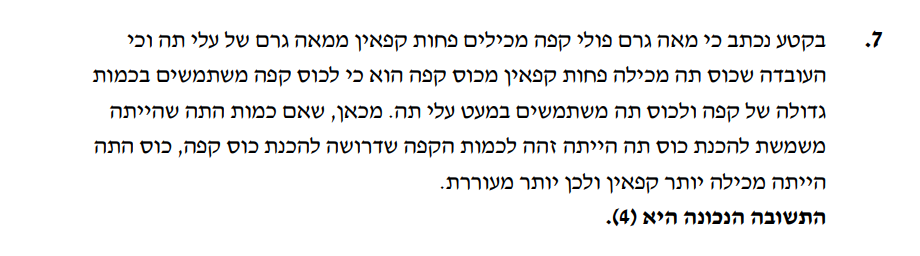 7. בקטע נכתב כי מאה גרם פולי קפה מכילים פחות קפאין ממאה גרם של עלי תה וכי
העובדה שכוס תה מכילה פחות קפאין מכוס קפה הוא כי לכוס קפה משתמשים בכמות
גדולה של קפה ולכוס תה משתמשים במעט עלי תה. מכאן, שאם כמות התה שהייתה
משמשת להכנת כוס תה הייתה זהה לכמות הקפה שדרושה להכנת כוס קפה, כוס התה
הייתה מכילה יותר קפאין ולכן יותר מעוררת.
התשובה הנכונה היא (4).